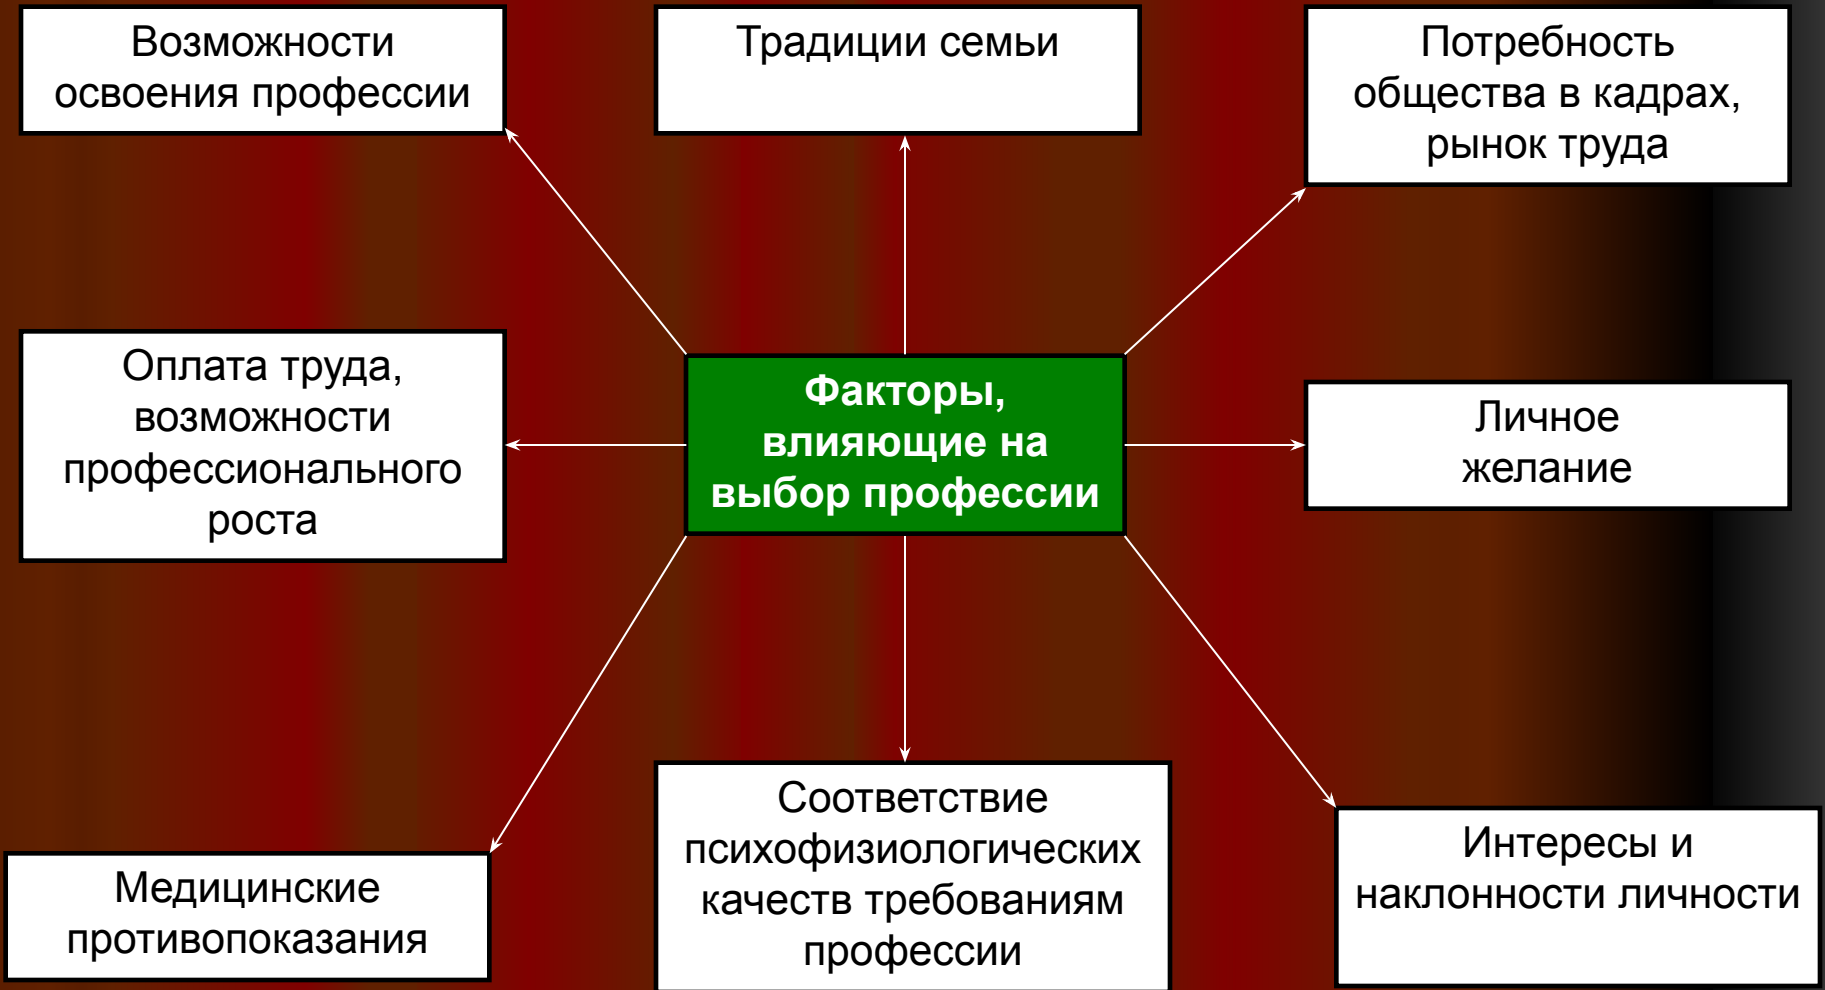 Возможности
освоения профессии
Традиции семьи
Потребность
общества в кадрах,
рынок труда
Оплата труда,
возможности
профессионального
роста
Факторы,
влияющие на
выбор профессии
Личное
желание
Медицинские
противопоказания
Соответствие
психофизиологических
качеств требованиям
профессии
Интересы и
наклонности личности